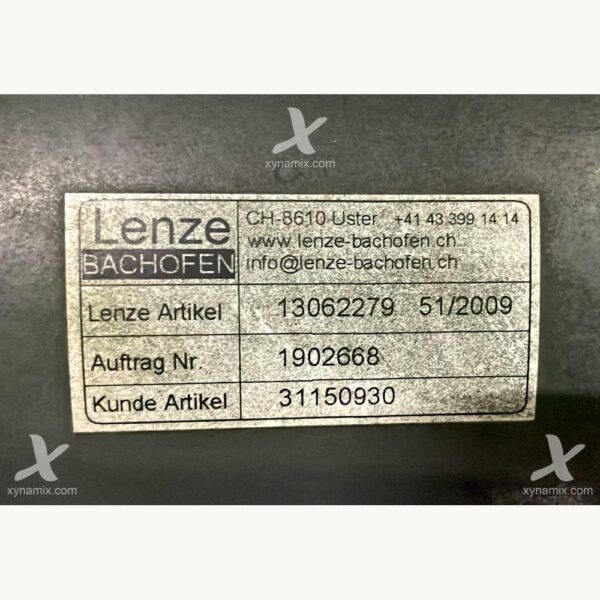 X
xynamix.com
Lenze
BACHOFEN
CH-8610 Uster +41 43 399 14 14
www.lenze-bachofen.ch
info@lenze-bachofen.ch
Lenze Artikel 13062279 51/2009
Auftrag Nr. 1902668
Kunde Artikel 31150930
X
xynamix.com
X
xynamix.com